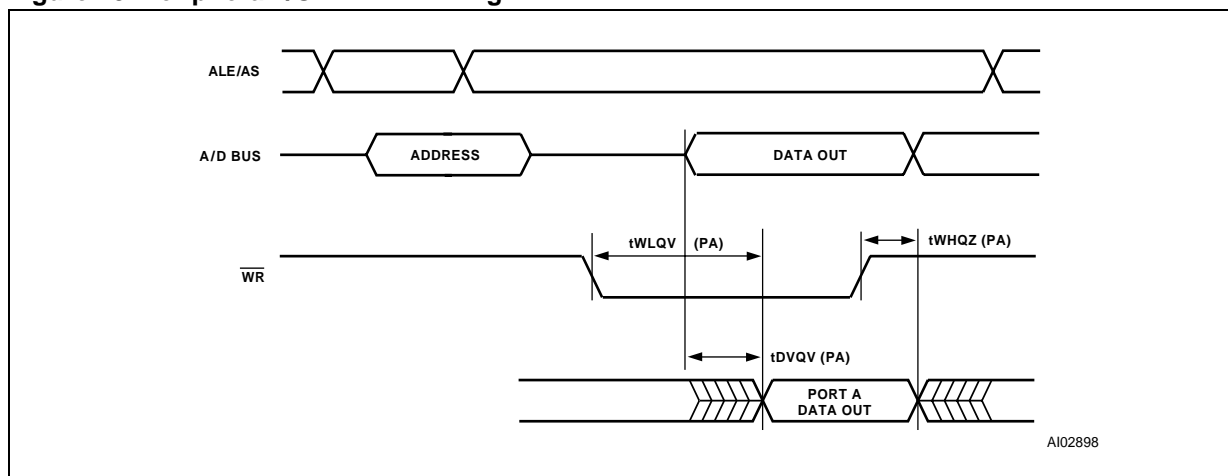 ALE/AS
A/D BUS
ADDRESS
DATA OUT
tWLQV (PA)
tWHQZ (PA)
WR
tDVQV (PA)
PORT A
DATA OUT
AI02898